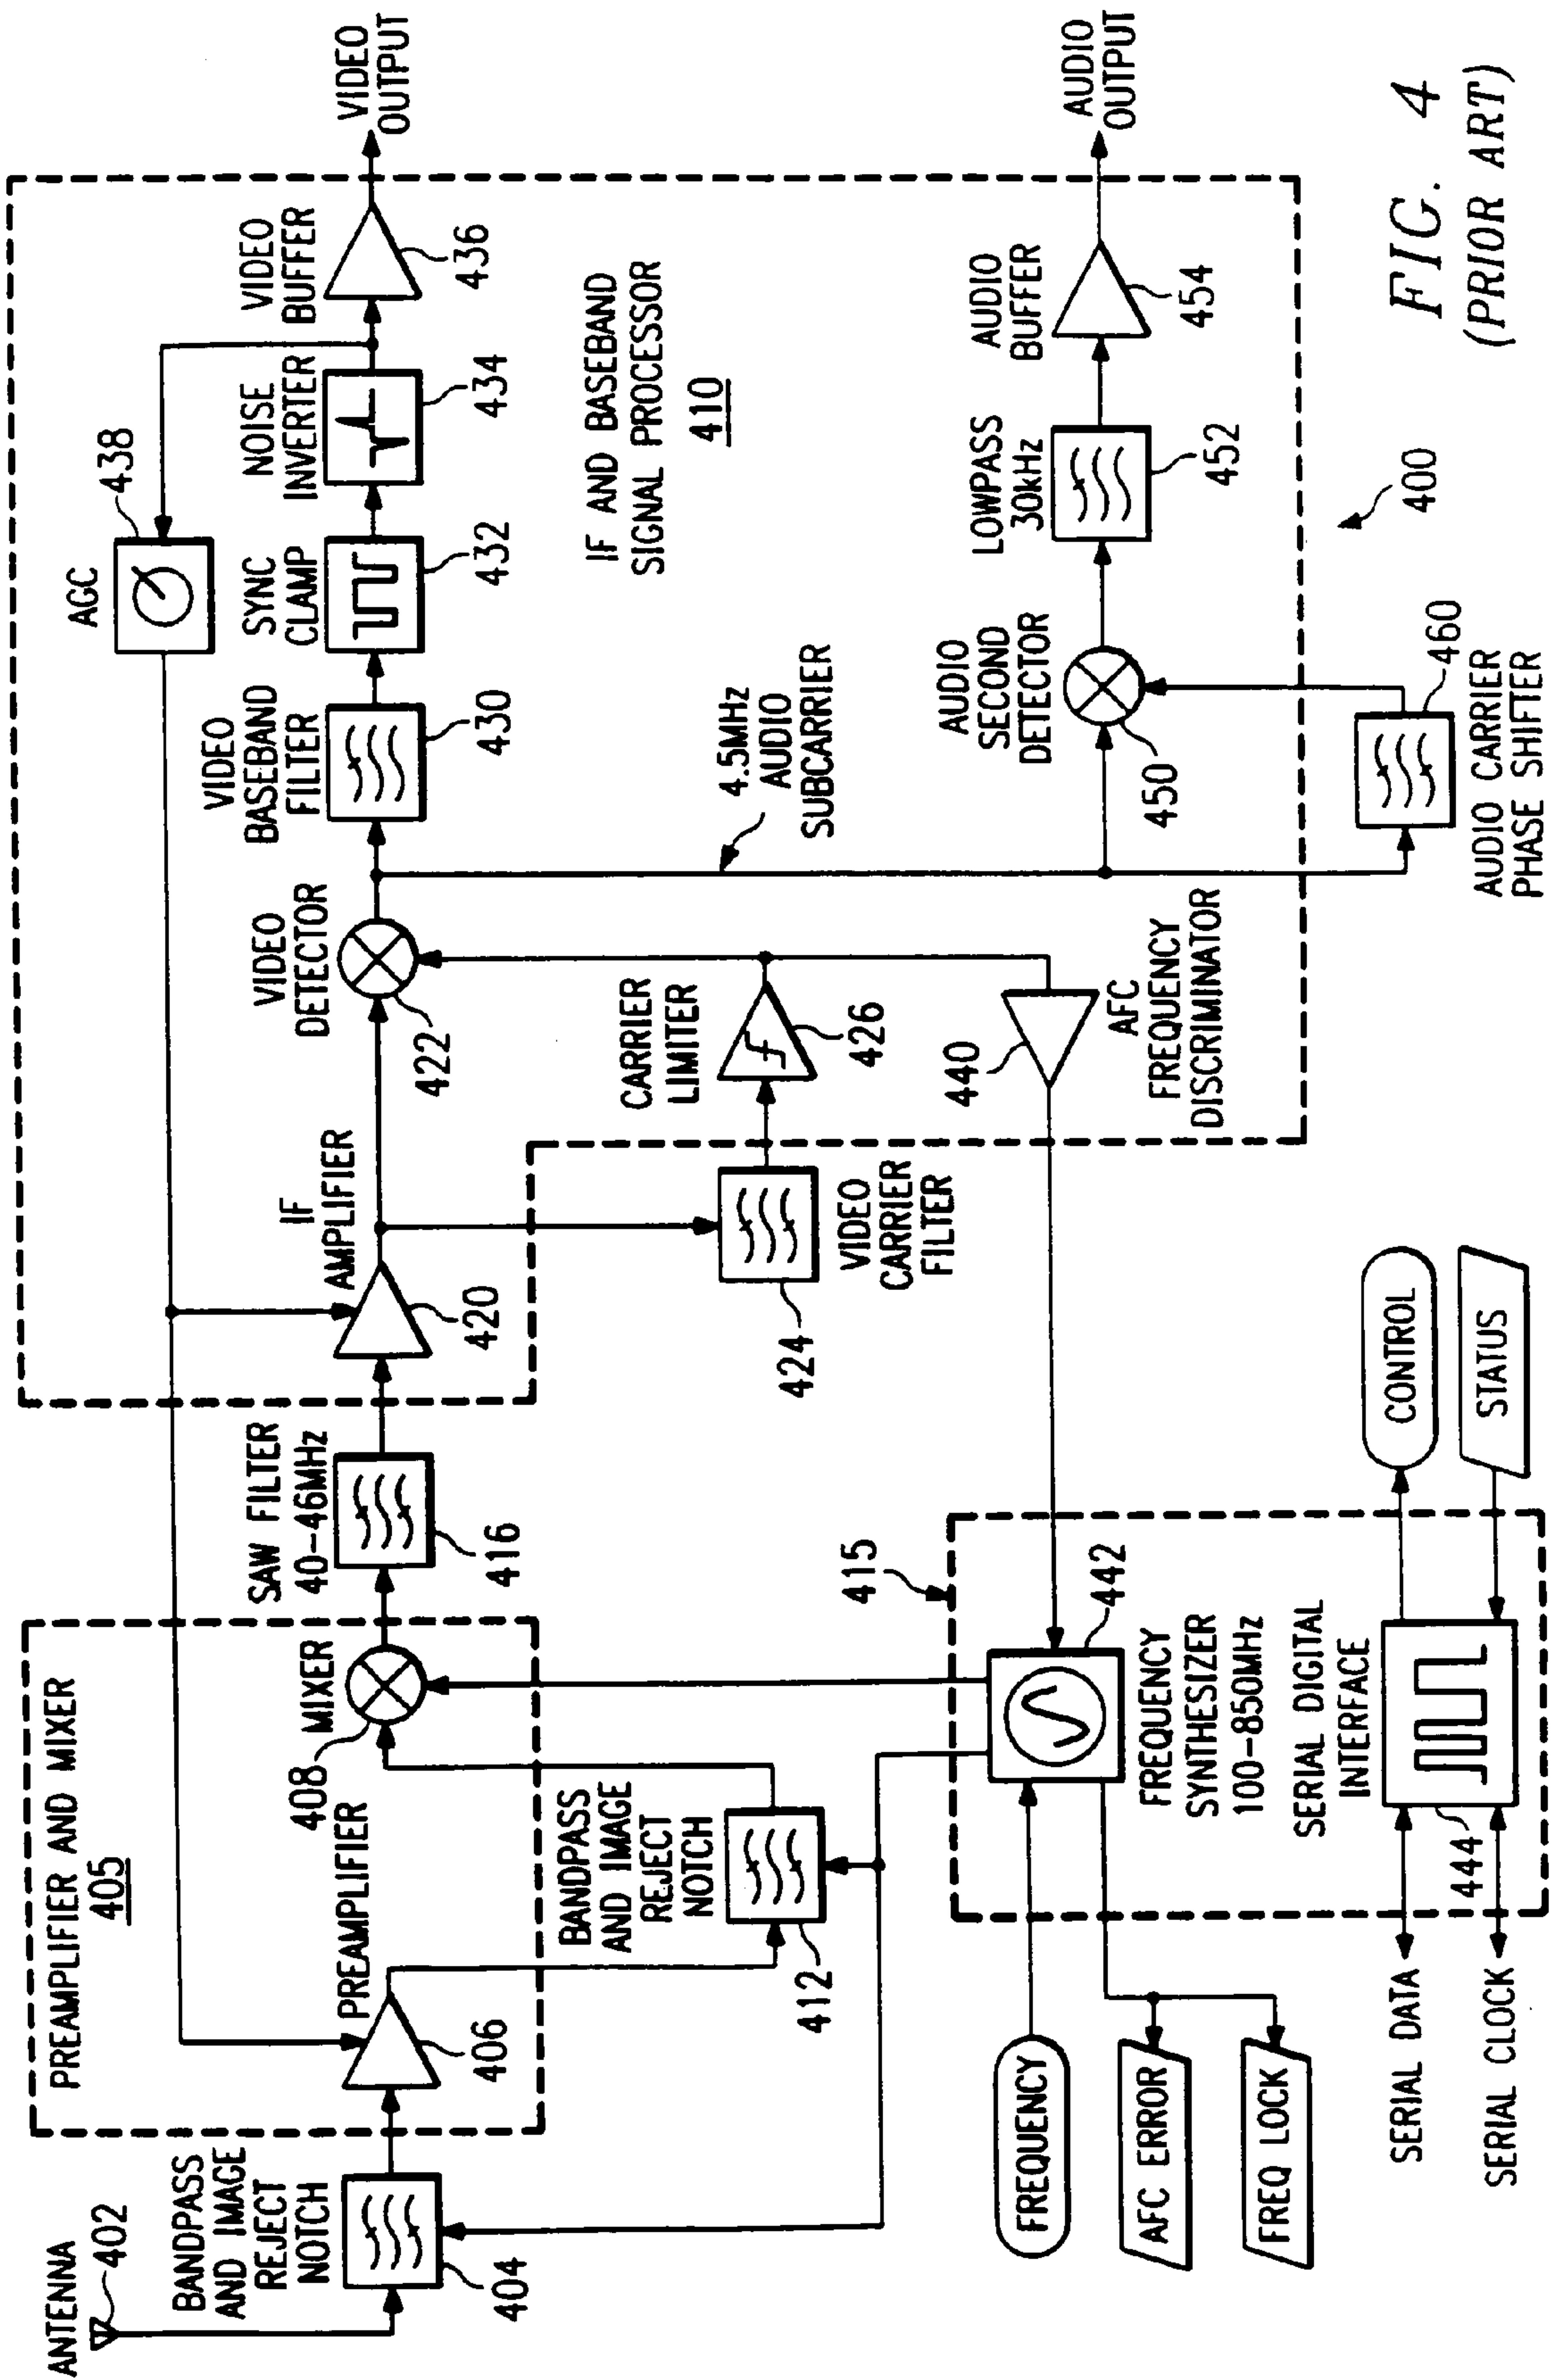 ANTENNA
402
BANDPASS
AND IMAGE
REJECT
NOTCH
404
PREAMPLIFIER AND MIXER
405
PREAMPLIFIER
406
408
MIXER
BANDPASS
AND IMAGE
REJECT
NOTCH
412
SAW FILTER
40-46MHz
416
IF
AMPLIFIER
420
VIDEO
DETECTOR
422
VIDEO
BASEBAND
FILTER
430
SYNC
CLAMP
432
NOISE
INVERTER
434
VIDEO
BUFFER
436
VIDEO
OUTPUT
AGC
438
IF AND BASEBAND
SIGNAL PROCESSOR
410
424
VIDEO
CARRIER
FILTER
CARRIER
LIMITER
426
440
AFC
FREQUENCY
DISCRIMINATOR
4.5MHz
AUDIO
SUBCARRIER
AUDIO
SECOND
DETECTOR
450
LOWPASS
30kHz
452
AUDIO
BUFFER
454
AUDIO
OUTPUT
460
AUDIO CARRIER
PHASE SHIFTER
400
415
442
FREQUENCY
SYNTHESIZER
100-850MHz
SERIAL DIGITAL
INTERFACE
444
FREQUENCY
AFC ERROR
FREQ LOCK
SERIAL DATA
SERIAL CLOCK
CONTROL
STATUS
FIG. 4
(PRIOR ART)